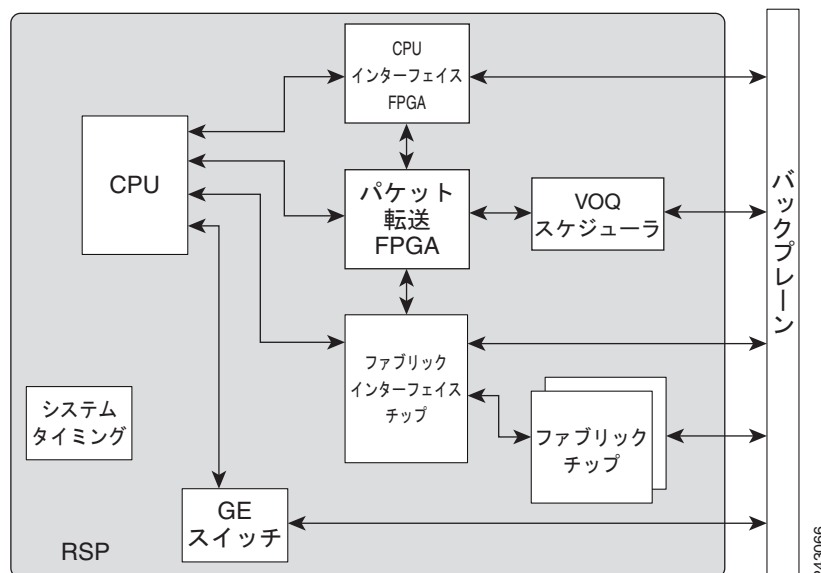 CPU
インターフェイス
FPGA
CPU
パケット
転送
FPGA
VOQ
スケジューラ
バックプレーン
ファブリック
インターフェイス
チップ
システム
タイミング
ファブリック
チップ
GE
スイッチ
RSP
243066